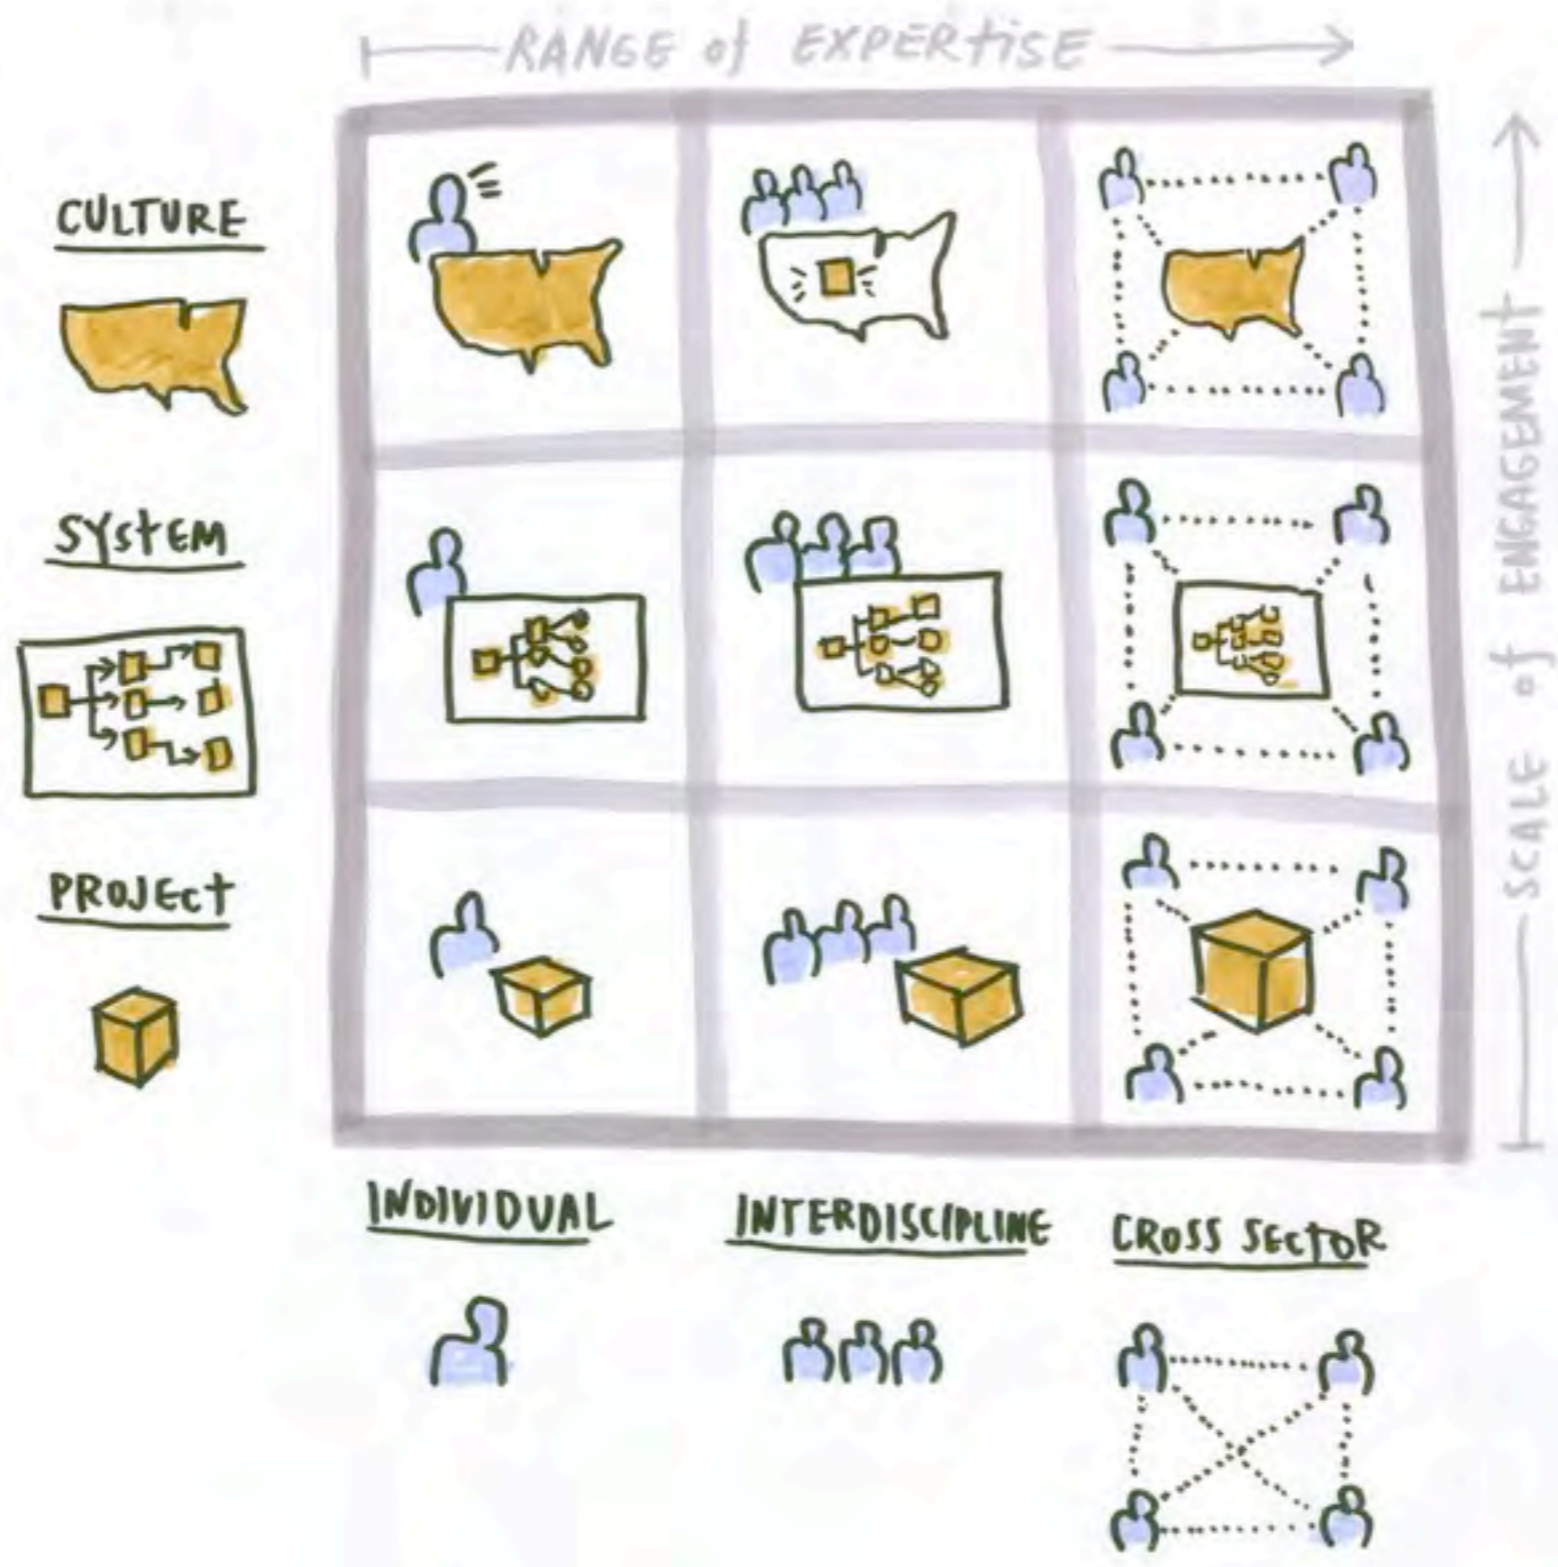 RANGE of EXPERTISE
CULTURE
SYSTEM
PROJECT
SCALE of ENGAGEMENT
INDIVIDUAL
INTERDISCIPLINE
CROSS SECTOR